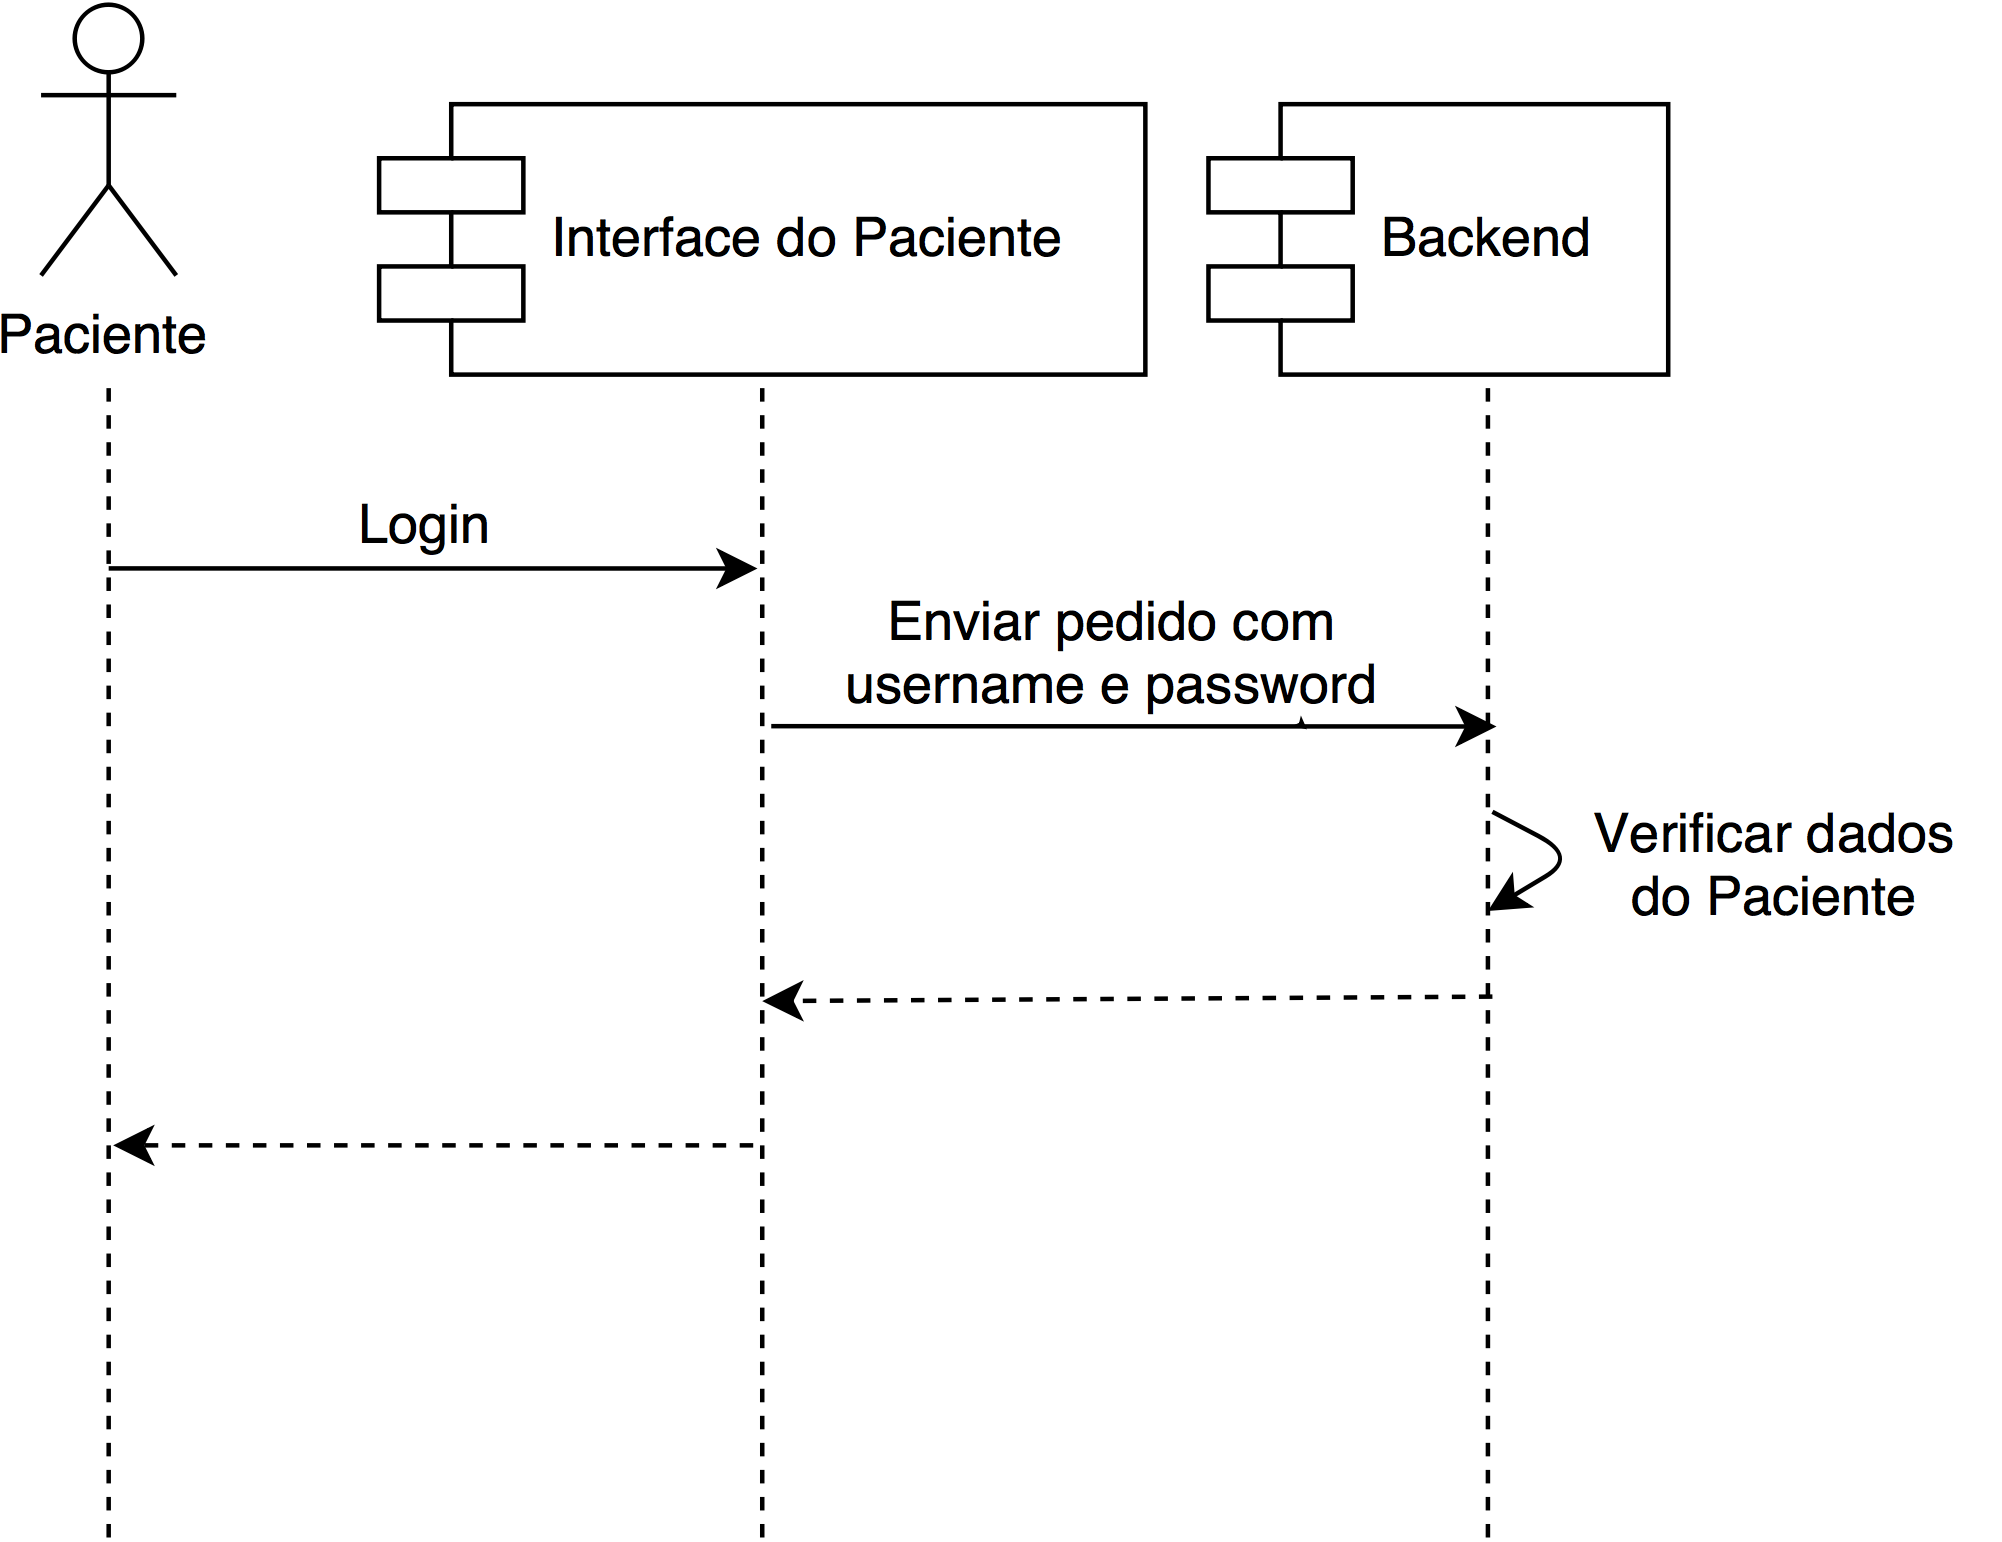 Paciente
Interface do Paciente
Backend
Login
Enviar pedido com
username e password
Verificar dados
do Paciente